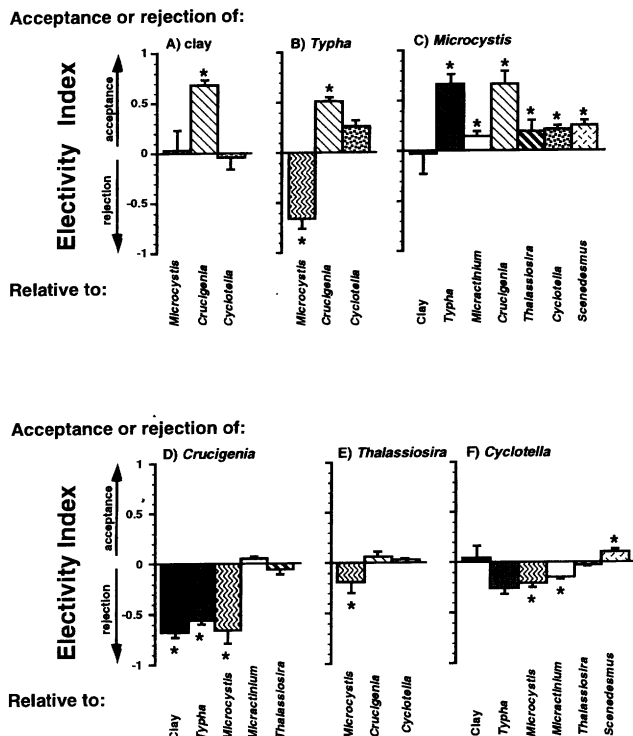 Acceptance or rejection of:
A) clay
B) Typha
C) Microcystis
Electivity Index
acceptance
rejection
1
0.5
0
-0.5
-1
*
*
*
*
*
*
*
*
*
Relative to:
Microcystis
Crucigenia
Cyclotella
Microcystis
Crucigenia
Cyclotella
Clay
Typha
Micractinium
Crucigenia
Thalassiosira
Cyclotella
Scenedesmus
Acceptance or rejection of:
D) Crucigenia
E) Thalassiosira
F) Cyclotella
Electivity Index
acceptance
rejection
1
0.5
0
-0.5
-1
*
*
*
*
*
*
*
Relative to:
Clay
Typha
Microcystis
Micractinium
Thalassiosira
Microcystis
Crucigenia
Cyclotella
Clay
Typha
Microcystis
Micractinium
Thalassiosira
Scenedesmus